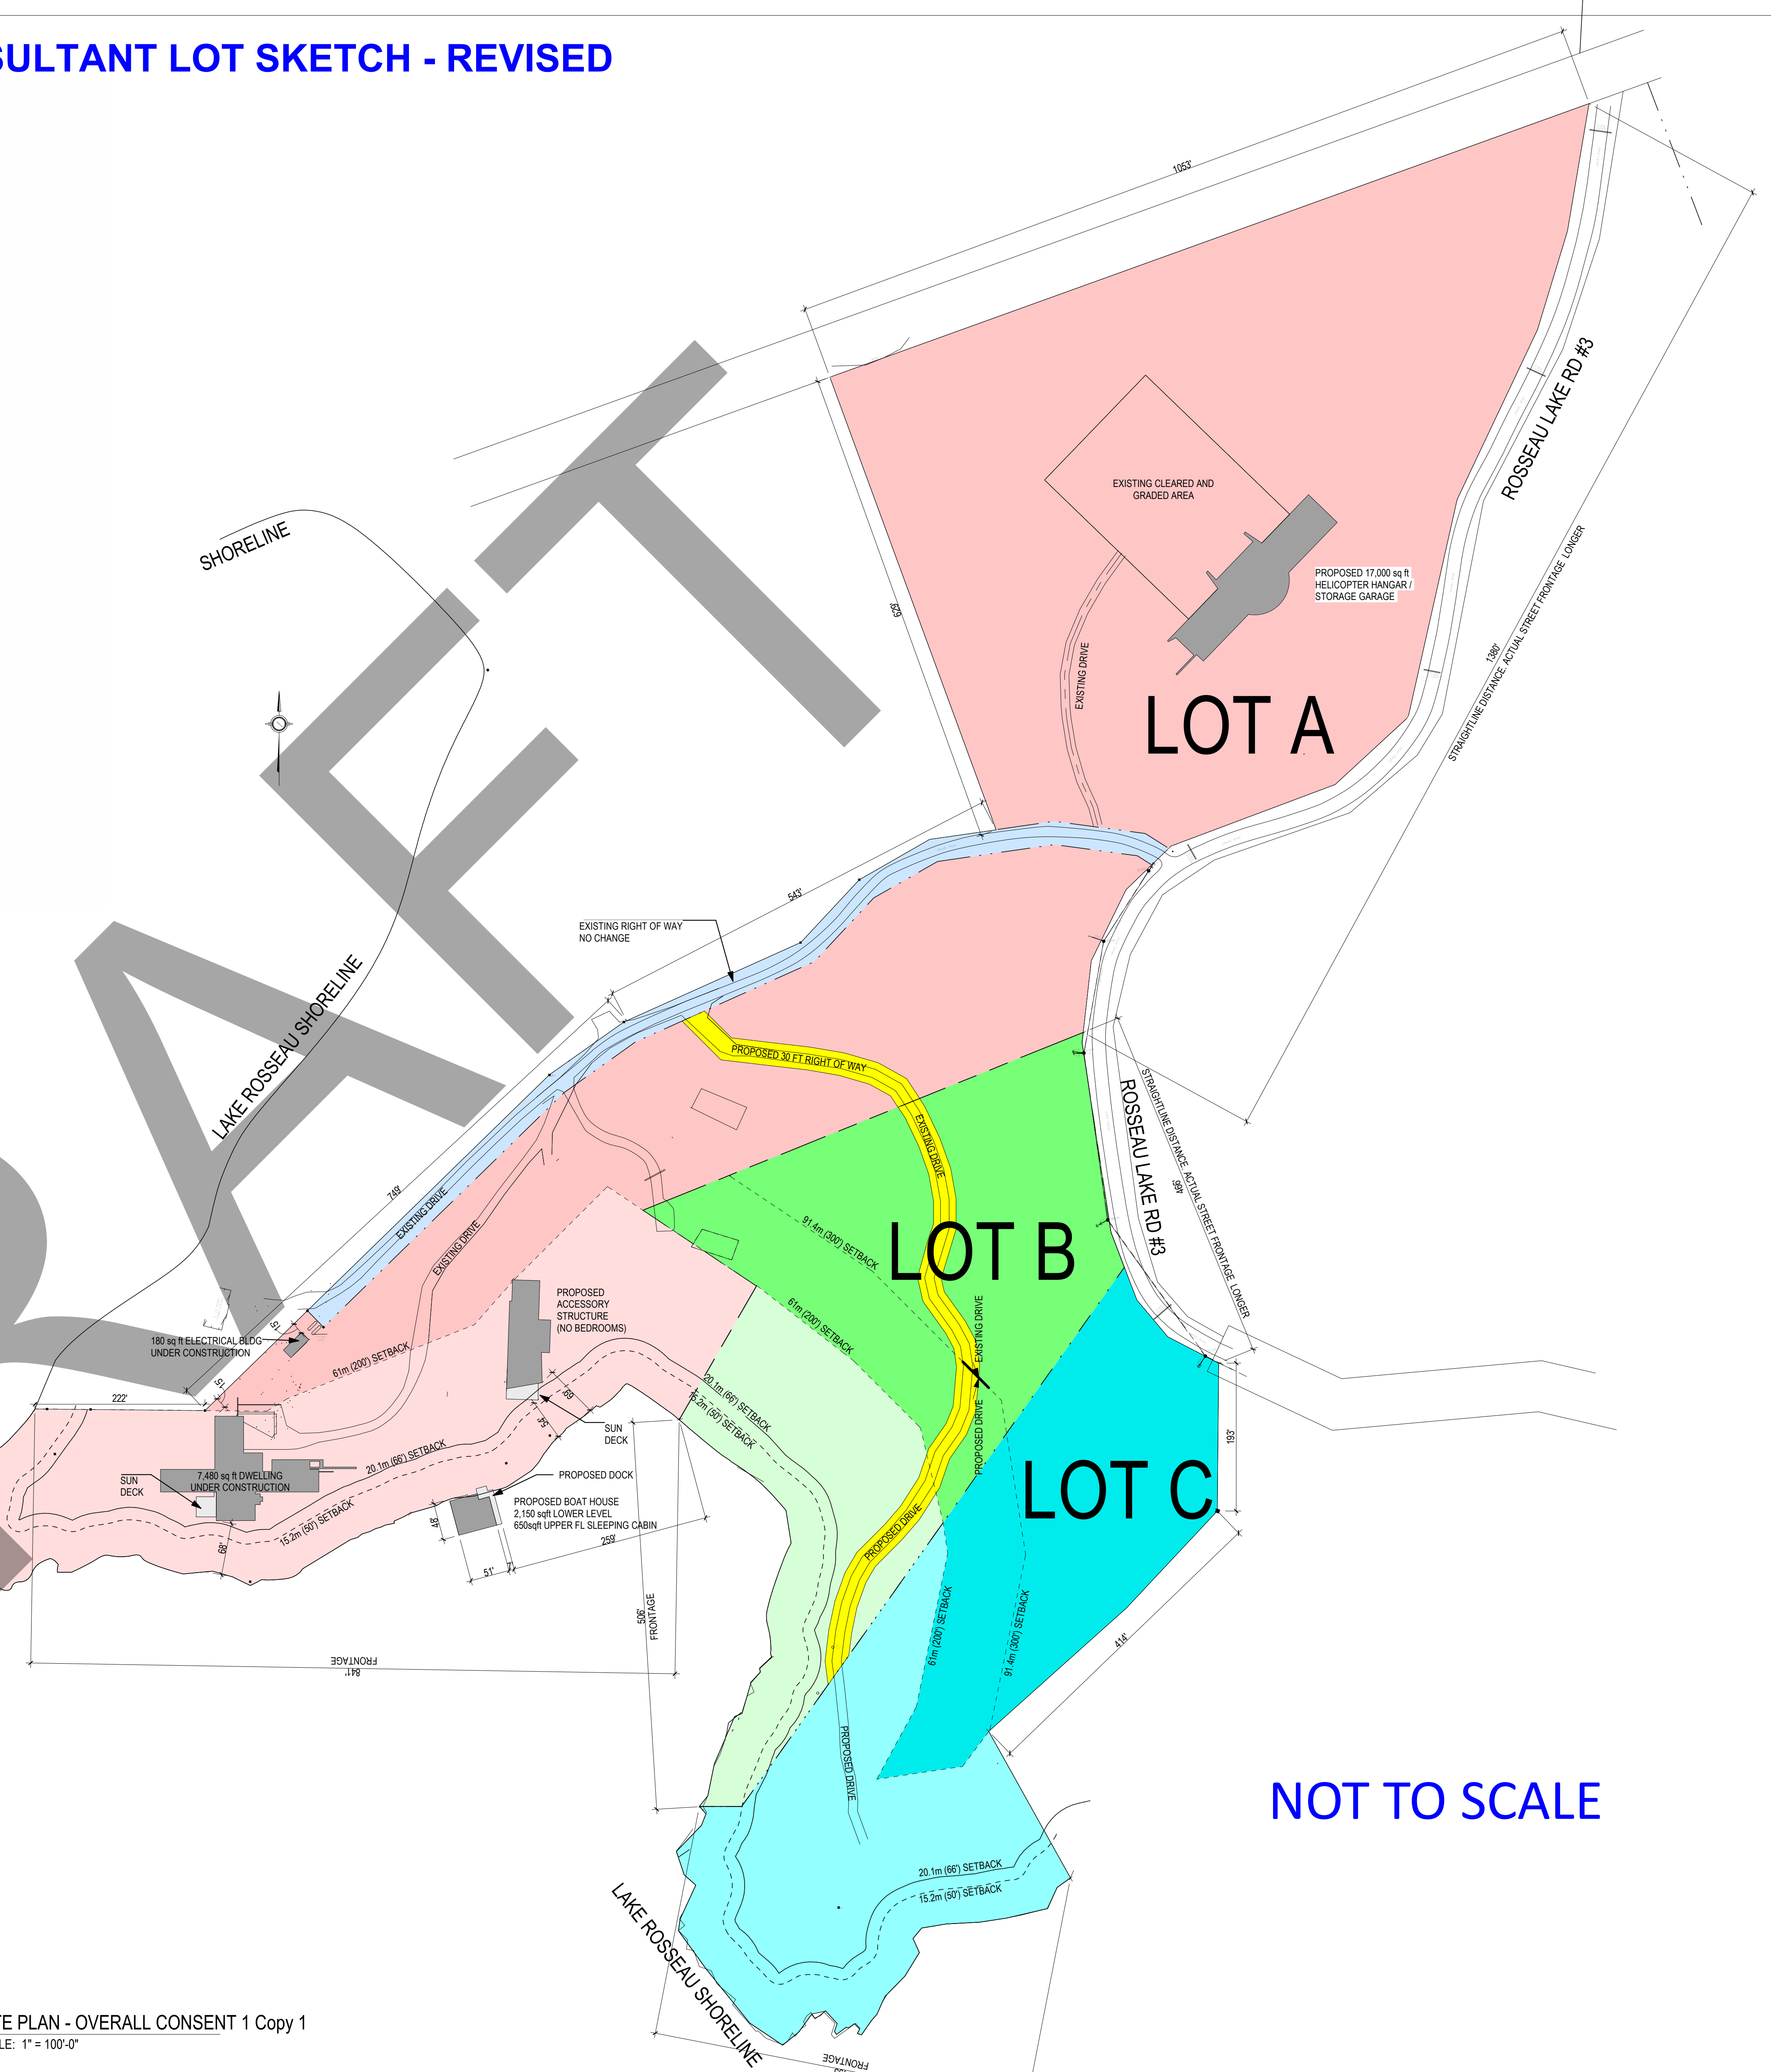 SULTANT LOT SKETCH - REVISED
1053'
ROSSEAU LAKE RD #3
EXISTING CLEARED AND
GRADED AREA
SHORELINE
PROPOSED 17,000 sq ft
HELICOPTER HANGAR /
STORAGE GARAGE
629'
EXISTING DRIVE
1380'
STRAIGHTLINE DISTANCE. ACTUAL STREET FRONTAGE LONGER
LOT A
RAFT
543'
EXISTING RIGHT OF WAY
NO CHANGE
LAKE ROSSEAU SHORELINE
PROPOSED 30 FT RIGHT OF WAY
EXISTING DRIVE
ROSSEAU LAKE RD #3
STRAIGHTLINE DISTANCE. ACTUAL STREET FRONTAGE LONGER
466'
749'
EXISTING DRIVE
EXISTING DRIVE
91.4m (300') SETBACK
LOT B
61m (200') SETBACK
EXISTING DRIVE
PROPOSED DRIVE
PROPOSED
ACCESSORY
STRUCTURE
(NO BEDROOMS)
15'
180 sq ft ELECTRICAL BLDG
UNDER CONSTRUCTION
61m (200') SETBACK
15'
222'
20.1m (66') SETBACK
15.2m (50') SETBACK
69'
54'
SUN
DECK
193'
20.1m (66') SETBACK
7,480 sq ft DWELLING
UNDER CONSTRUCTION
SUN
DECK
15.2m (50') SETBACK
68'
PROPOSED DOCK
PROPOSED BOAT HOUSE
2,150 sqft LOWER LEVEL
650sqft UPPER FL SLEEPING CABIN
48'
51'
259'
LOT C
PROPOSED DRIVE
506'
FRONTAGE
61m (200') SETBACK
91.4m (300') SETBACK
414'
FRONTAGE
841'
PROPOSED DRIVE
NOT TO SCALE
20.1m (66') SETBACK
15.2m (50') SETBACK
LAKE ROSSEAU SHORELINE
FRONTAGE
TE PLAN - OVERALL CONSENT 1 Copy 1
LE: 1" = 100'-0"